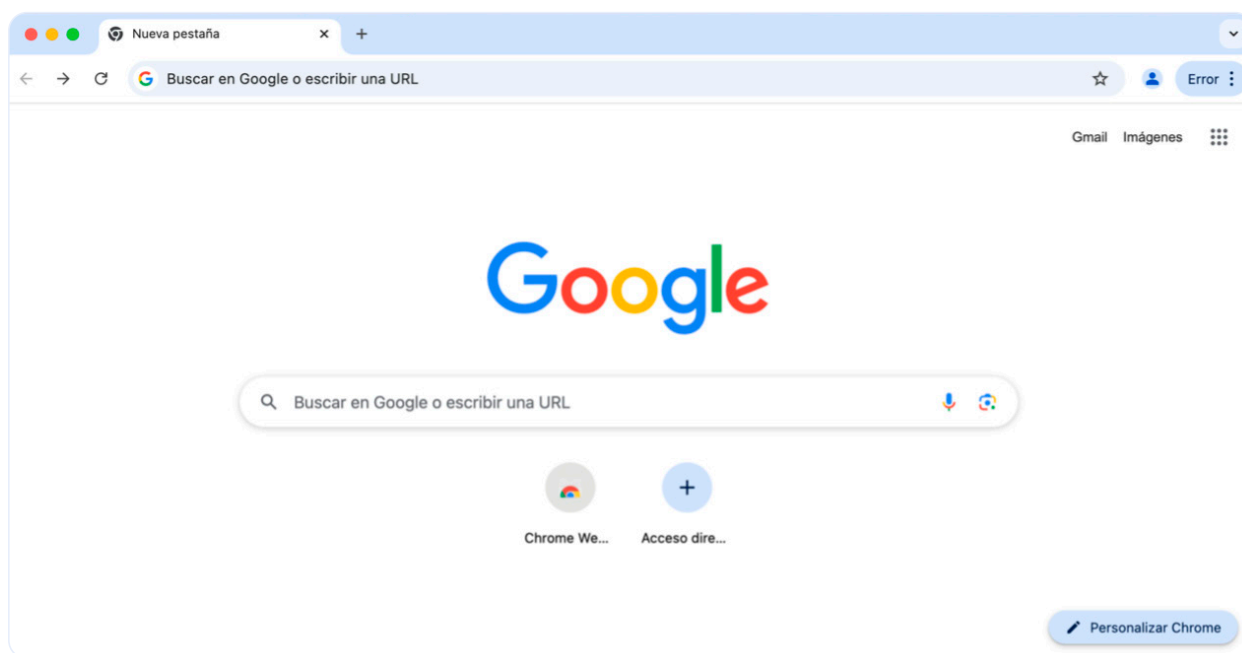 Nueva pestaña
Buscar en Google o escribir una URL
Error
Gmail Imágenes
Google
Buscar en Google o escribir una URL
Chrome We... Acceso dire...
Personalizar Chrome